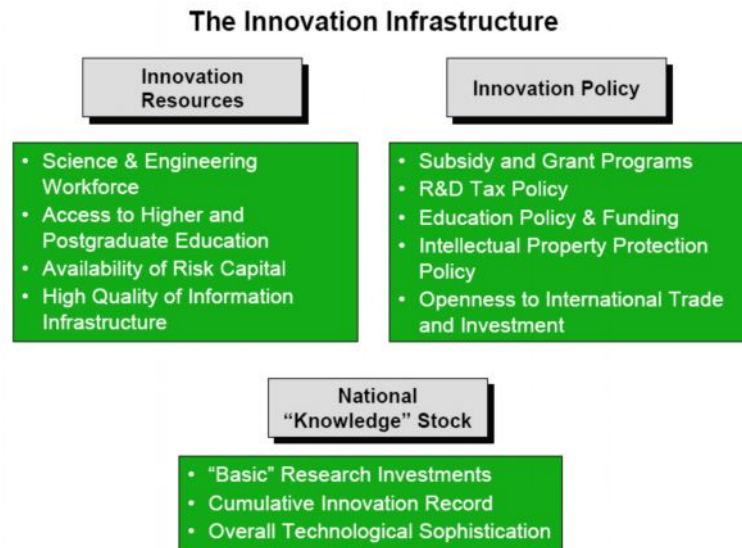 The Innovation Infrastructure
Innovation
Resources
• Science & Engineering
Workforce
• Access to Higher and
Postgraduate Education
• Availability of Risk Capital
• High Quality of Information
Infrastructure
Innovation Policy
• Subsidy and Grant Programs
• R&D Tax Policy
• Education Policy & Funding
• Intellectual Property Protection
Policy
• Openness to International Trade
and Investment
National
“Knowledge” Stock
• “Basic” Research Investments
• Cumulative Innovation Record
• Overall Technological Sophistication